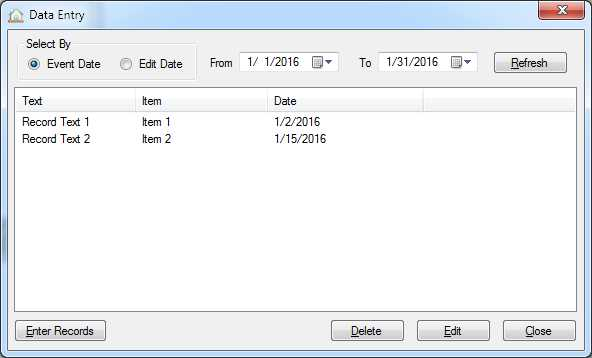 Data Entry
Select By
Event Date Edit Date From 1/ 1/2016 To 1/31/2016 Refresh
Text Item Date
Record Text 1 Item 1 1/2/2016
Record Text 2 Item 2 1/15/2016
Enter Records Delete Edit Close